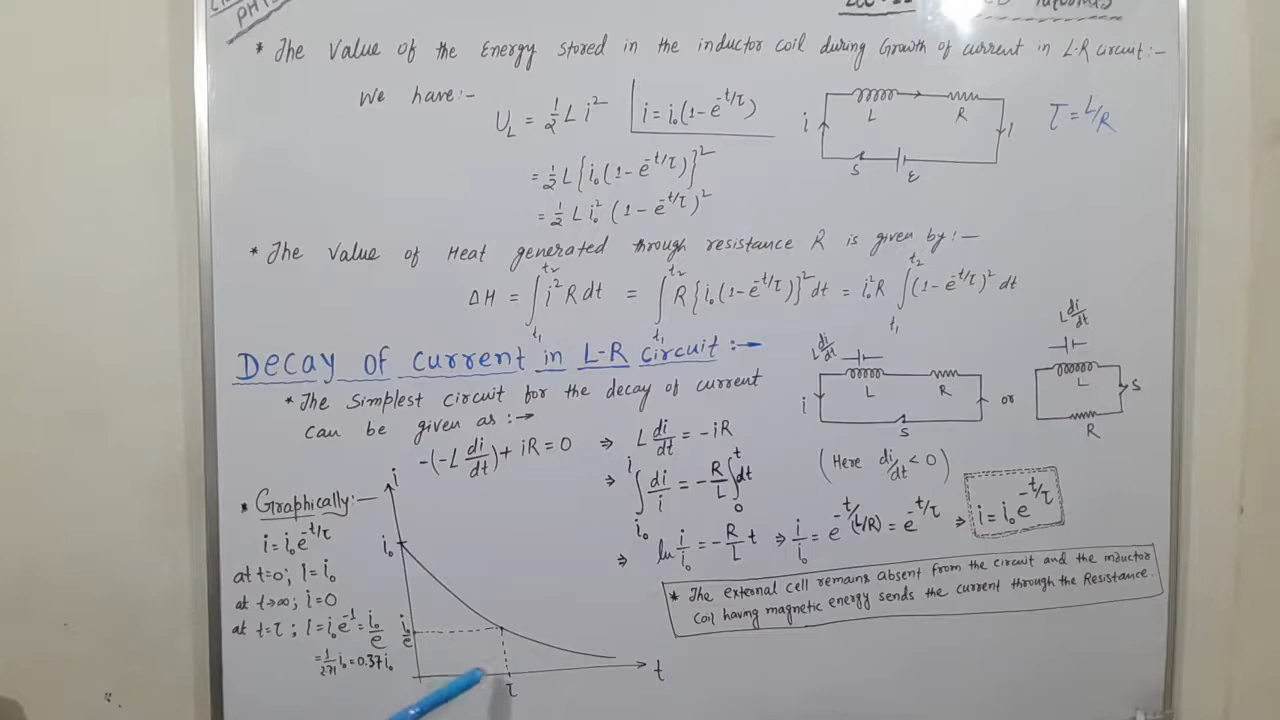 * The Value of the Energy stored in the inductor coil during Growth of current in L-R circuit:-
We have:-
U_L = 1/2 L i² | i = i₀(1-e^(-t/τ))
= 1/2 L{i₀(1-e^(-t/τ))}²
= 1/2 L i₀² (1-e^(-t/τ))²
i L R i S ε
τ = L/R
* The Value of Heat generated through resistance R is given by:-
ΔH = ∫_(t₁)^(t₂) i²R dt = ∫_(t₁)^(t₂) R{i₀(1-e^(-t/τ))}² dt = i₀²R ∫_(t₁)^(t₂) (1-e^(-t/τ))² dt
Decay of current in L-R circuit :→
* The simplest circuit for the decay of current
can be given as:→
-(-L di/dt) + iR = 0 ⇒ L di/dt = -iR
⇒ ∫_(i₀)^i di/i = -R/L ∫_0^t dt
⇒ ln i/i₀ = -R/L t ⇒ i/i₀ = e^(-t/(L/R)) = e^(-t/τ) ⇒ i = i₀e^(-t/τ)
L di/dt
i L R S
or
L di/dt
L S R
(Here di/dt < 0)
* The external cell remains absent from the circuit and the inductor
coil having magnetic energy sends the current through the Resistance.
* Graphically:-
i = i₀e^(-t/τ)
at t=0; I = i₀
at t→∞; i=0
at t=τ; I = i₀e⁻¹ = i₀/e
= 1/2.71 i₀ = 0.37 i₀
i
i₀
i₀/e
τ
t